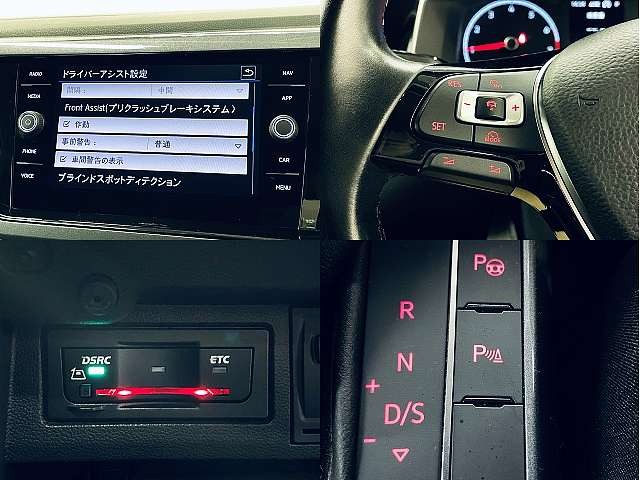 RADIO
MEDIA
PHONE
VOICE
ドライバーアシスト設定
間隔： 中間
Front Assist(プリクラッシュブレーキシステム)
作動
事前警告： 普通
車間警告の表示
ブラインドスポットディテクション
NAV
APP
CAR
MENU
RES
- +
SET
MODE
DSRC
ETC
R
N
+
D/S
-
P
P